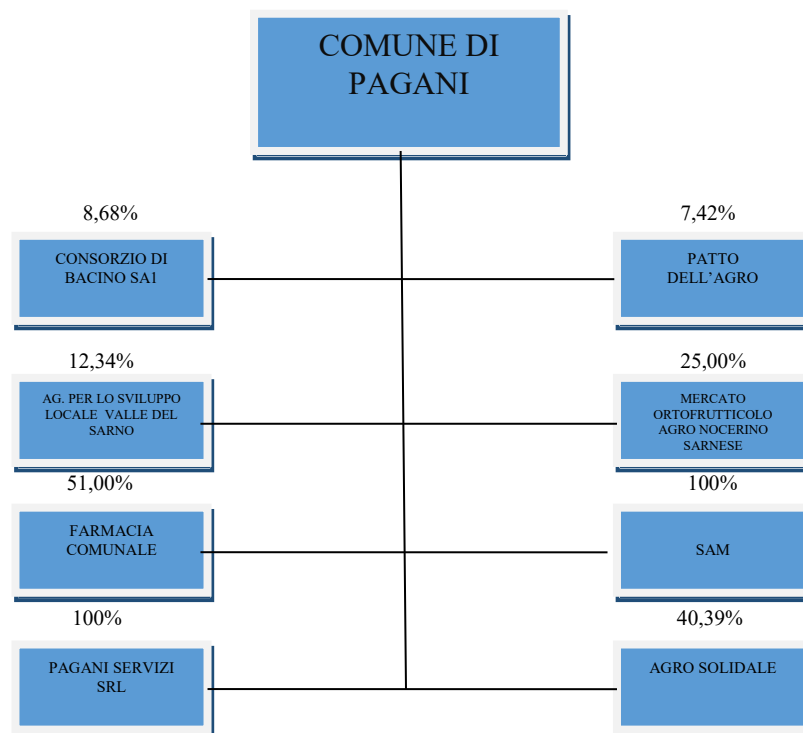 COMUNE DI
PAGANI
8,68%
7,42%
CONSORZIO DI
BACINO SA1
PATTO
DELL’AGRO
12,34%
25,00%
AG. PER LO SVILUPPO
LOCALE VALLE DEL
SARNO
MERCATO
ORTOFRUTTICOLO
AGRO NOCERINO
SARNESE
51,00%
100%
FARMACIA
COMUNALE
SAM
100%
40,39%
PAGANI SERVIZI
SRL
AGRO SOLIDALE